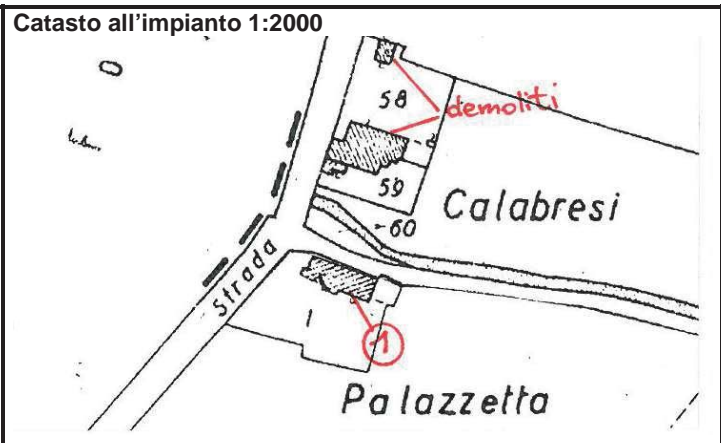 Catasto all'impianto 1:2000
58
demoliti
59
Calabresi
-60
Strada
1
1
Palazzetta